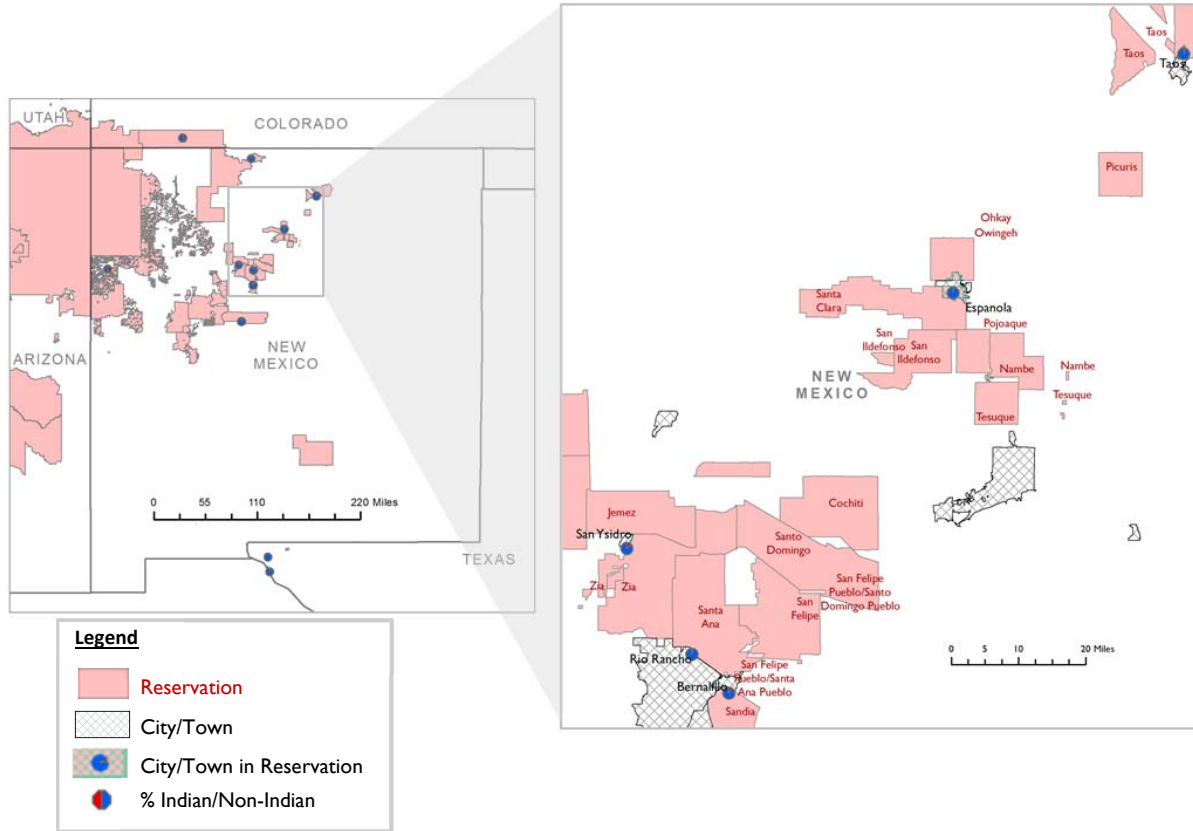 UTAH
COLORADO
ARIZONA
NEW
MEXICO
TEXAS
0 55 110 220 Miles
Legend
Reservation
City/Town
City/Town in Reservation
% Indian/Non-Indian
Taos
Taos
Taos
Picuris
Ohkay
Owingeh
Santa
Clara
Espanola
Pojoaque
San
Ildefonso
San
Ildefonso
Nambe
Nambe
NEW
MEXICO
Tesuque
Tesuque
Cochiti
Jemez
San Ysidro
Santo
Domingo
Zia
Zia
San Felipe
Pueblo/Santo
Domingo Pueblo
Santa
Ana
San
Felipe
0 5 10 20 Miles
Rio Rancho
San Felipe
Pueblo/Santa
Ana Pueblo
Bernalillo
Sandia